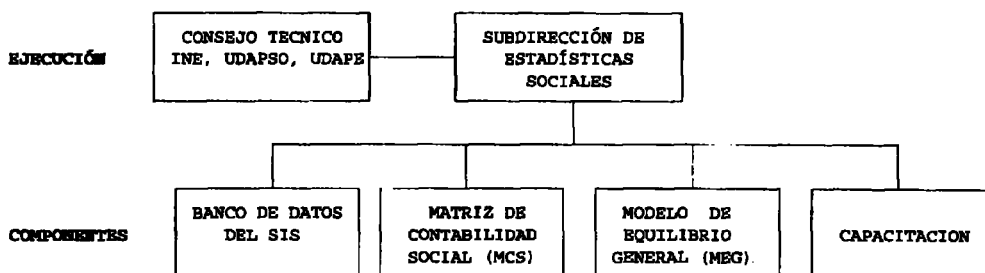 CONSEJO TECNICO
INE, UDAPSO, UDAPE
SUBDIRECCIÓN DE
ESTADÍSTICAS
SOCIALES
EJECUCIÓN
BANCO DE DATOS
DEL SIS
MATRIZ DE
CONTABILIDAD
SOCIAL (MCS)
MODELO DE
EQUILIBRIO
GENERAL (MEG)
CAPACITACION
COMPONENTES